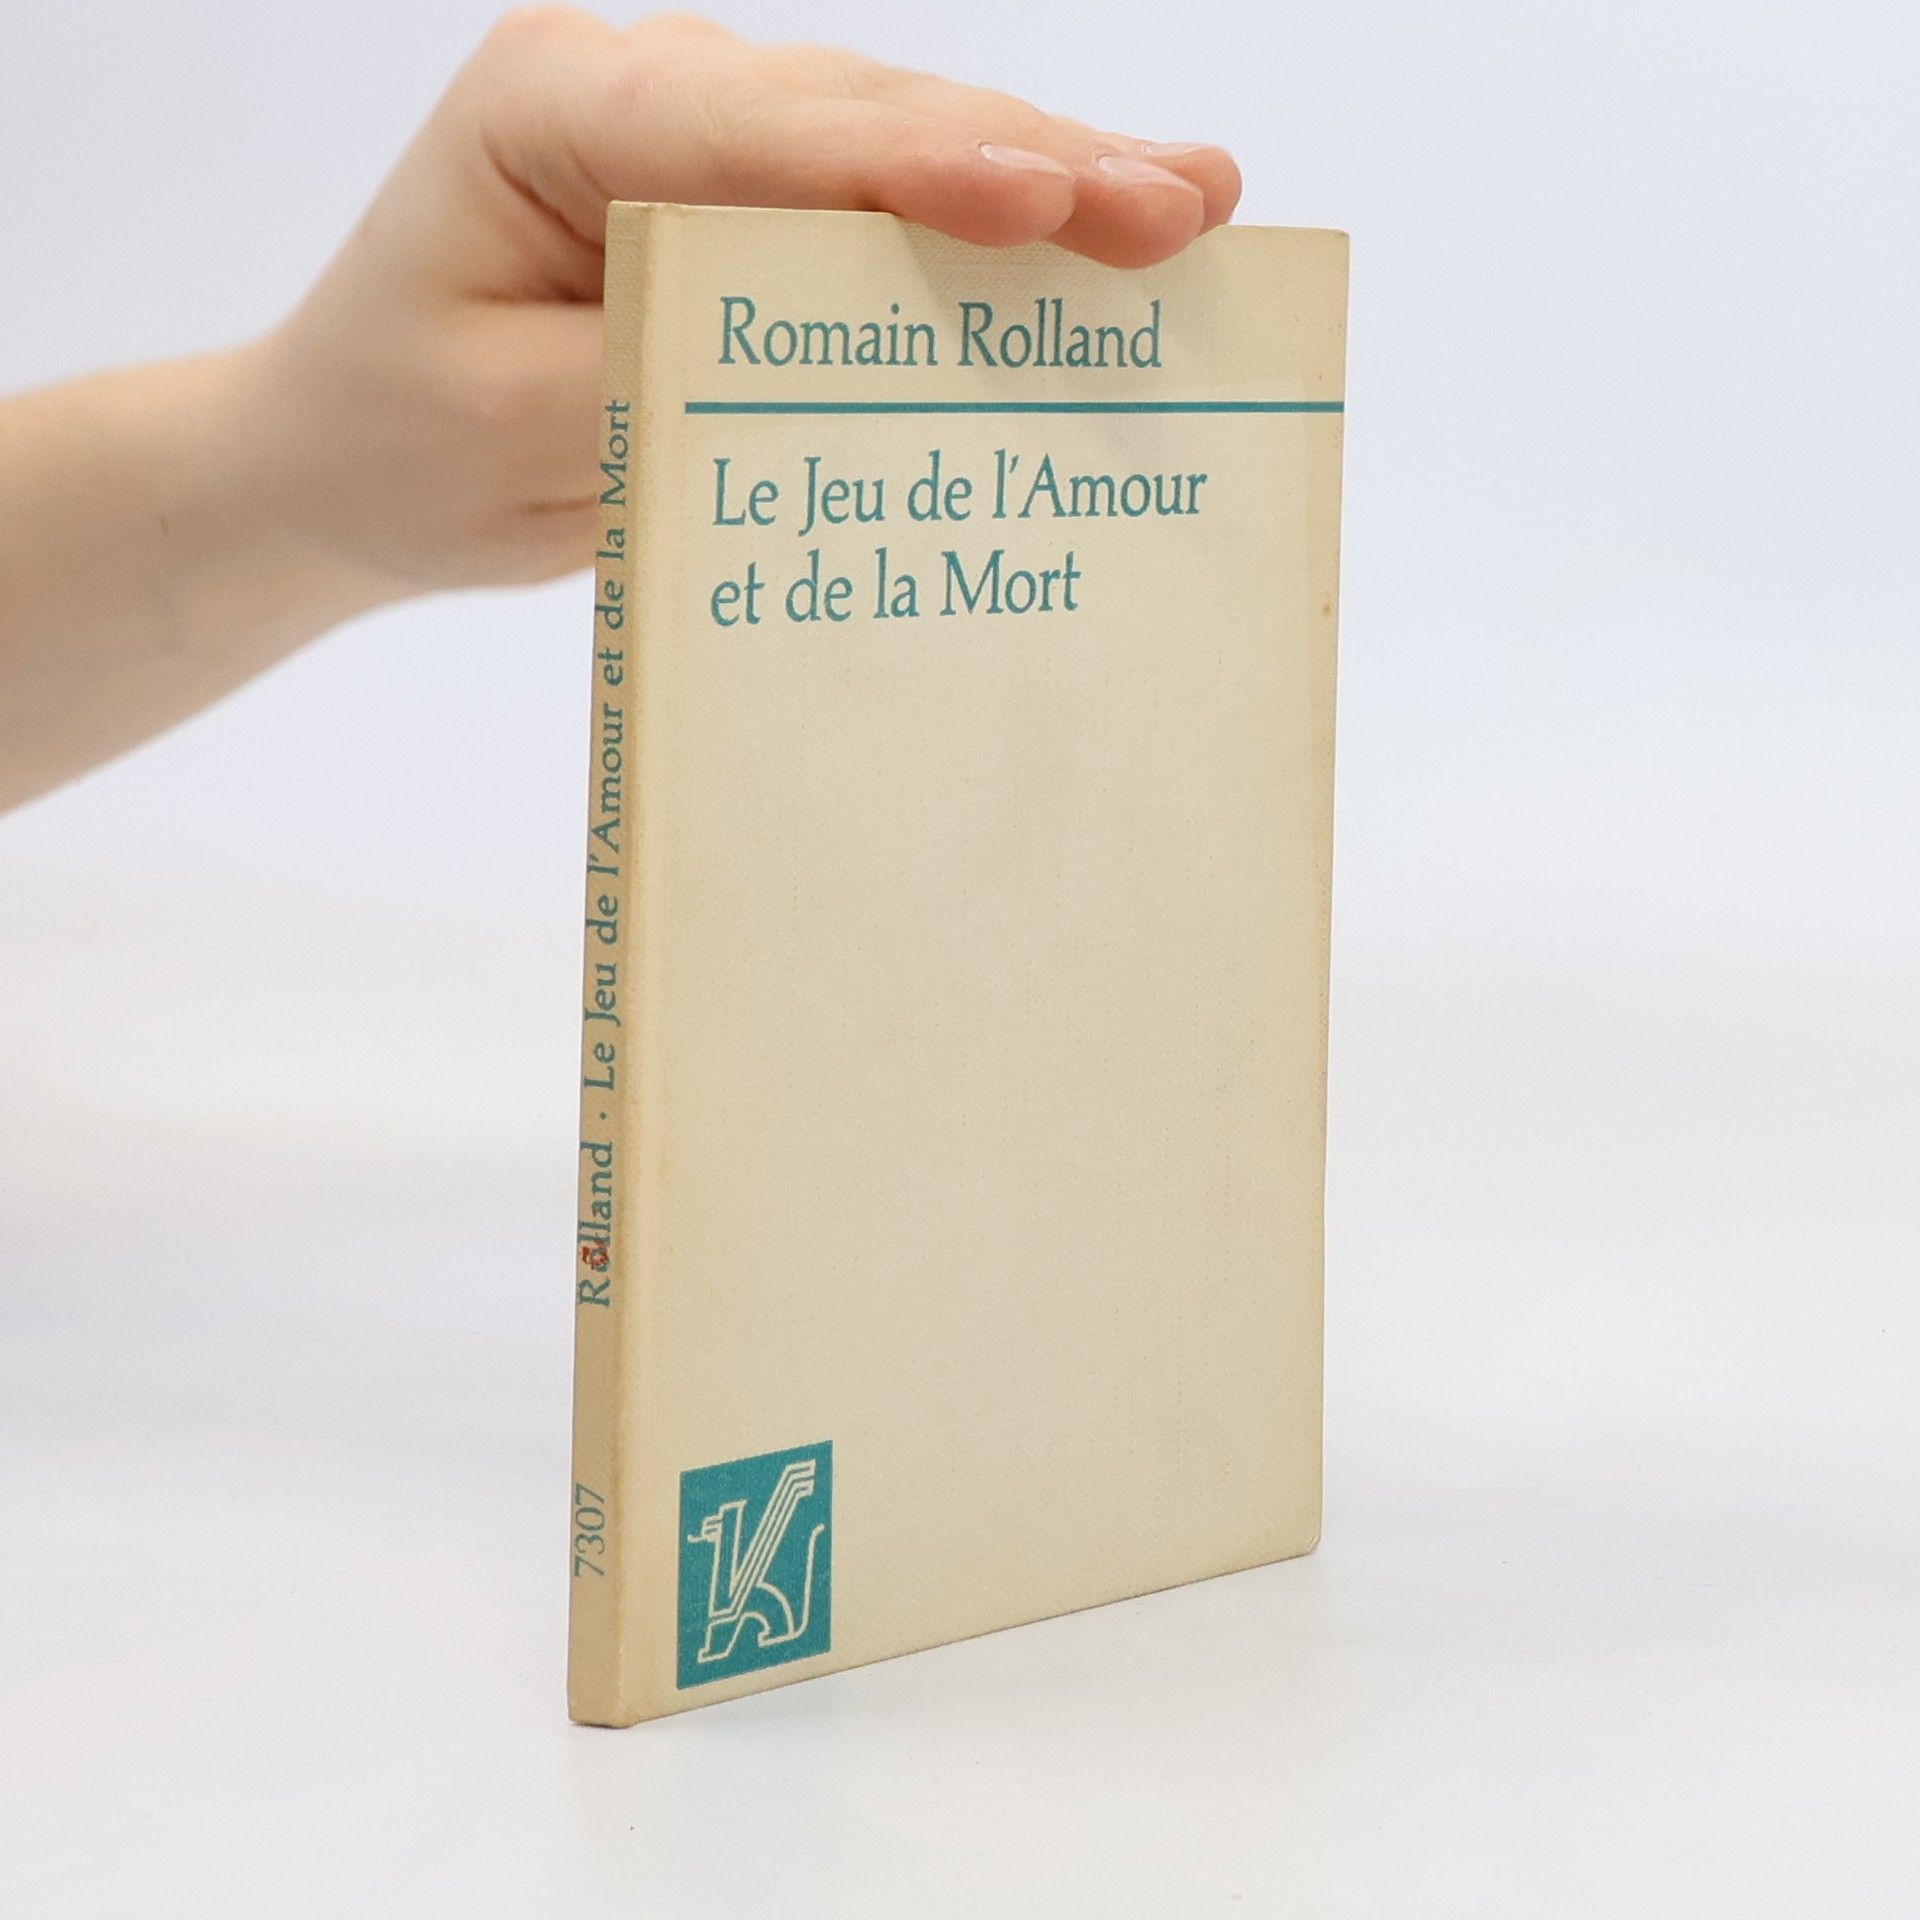 Romain Rolland
Le Jeu de l'Amour
et de la Mort
Rolland · Le Jeu de l'Amour et de la Mort
7307